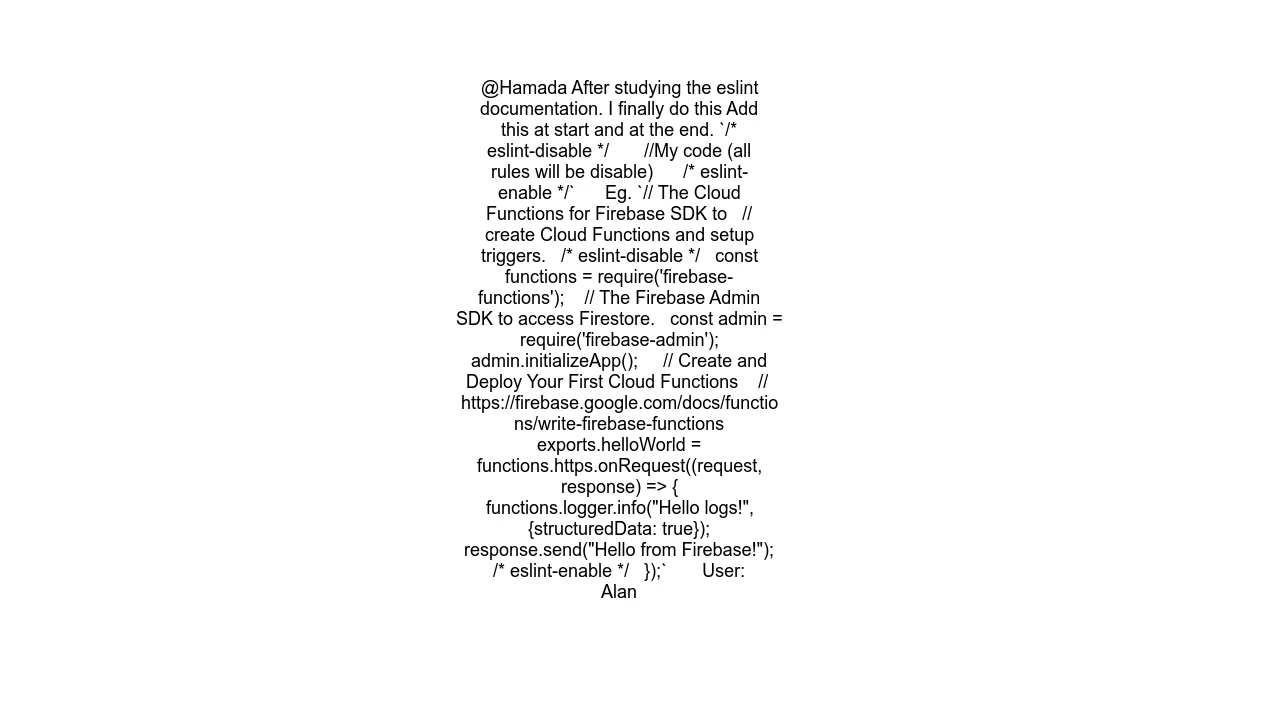 @Hamada After studying the eslint
documentation. I finally do this Add
this at start and at the end. `/*
eslint-disable */       //My code (all
rules will be disable)      /* eslint-
enable */`      Eg. `// The Cloud
Functions for Firebase SDK to   //
create Cloud Functions and setup
triggers.   /* eslint-disable */   const
functions = require('firebase-
functions');    // The Firebase Admin
SDK to access Firestore.   const admin =
require('firebase-admin');
admin.initializeApp();     // Create and
Deploy Your First Cloud Functions    //
https://firebase.google.com/docs/functio
ns/write-firebase-functions
exports.helloWorld =
functions.https.onRequest((request,
response) => {
functions.logger.info("Hello logs!",
{structuredData: true});
response.send("Hello from Firebase!");
/* eslint-enable */   });`       User:
Alan